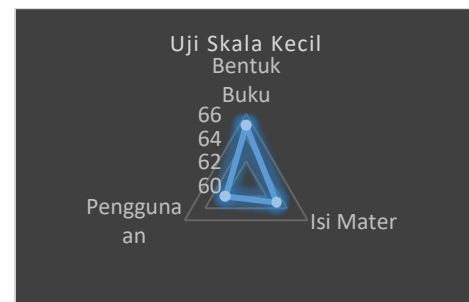 Uji Skala Kecil
Bentuk
Buku
66
64
62
60
Pengguna
an
Isi Mater